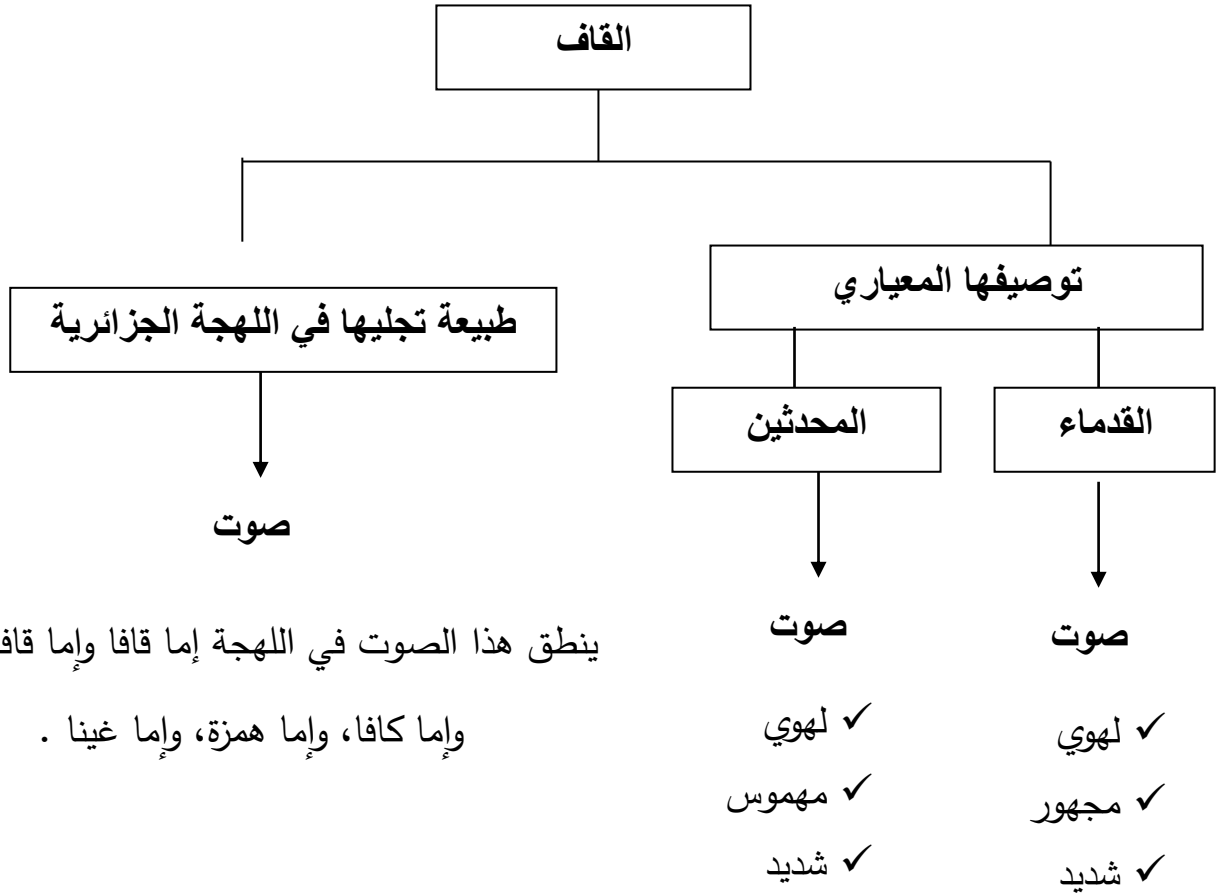 القاف
توصيفها المعياري
طبيعة تجليها في اللهجة الجزائرية
القدماء
المحدثين
صوت
✓ لهوي
✓ مجهور
✓ شديد
صوت
✓ لهوي
✓ مهموس
✓ شديد
صوت
ينطق هذا الصوت في اللهجة إما قافا وإما قاف
وإما كافا، وإما همزة، وإما غينا .